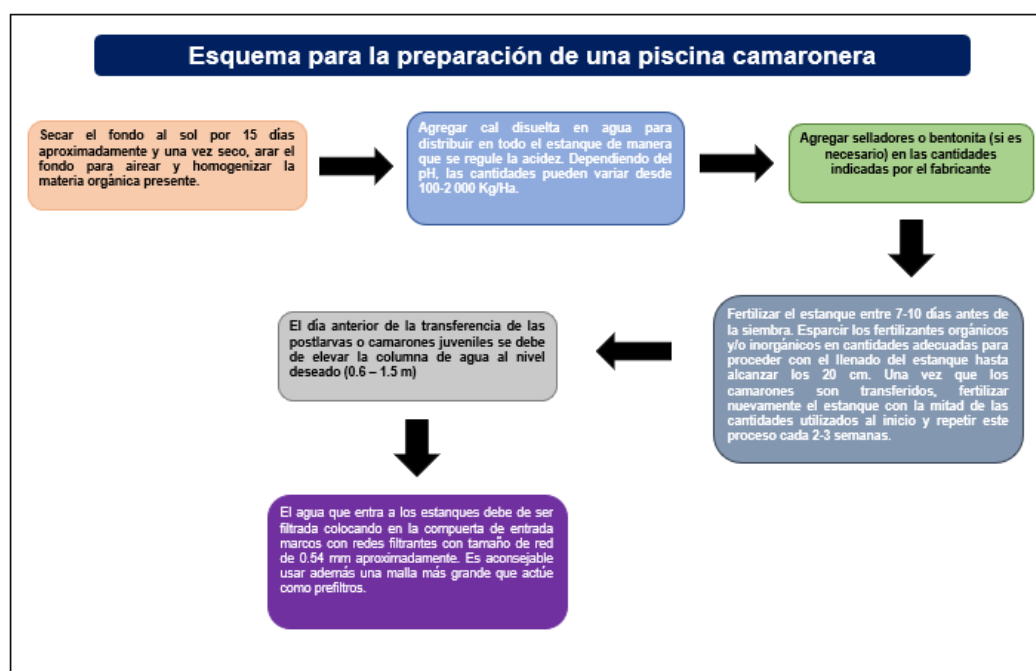 Esquema para la preparación de una piscina camaronera
Secar el fondo al sol por 15 días
aproximadamente y una vez seco, arar el
fondo para airear y homogenizar la
materia orgánica presente.
Agregar cal disuelta en agua para
distribuir en todo el estanque de manera
que se regule la acidez. Dependiendo del
pH, las cantidades pueden variar desde
100-2 000 Kg/Ha.
Agregar selladores o bentonita (si es
necesario) en las cantidades
indicadas por el fabricante
Fertilizar el estanque entre 7-10 días antes de
la siembra. Esparcir los fertilizantes orgánicos
y/o inorgánicos en cantidades adecuadas para
proceder con el llenado del estanque hasta
alcanzar los 20 cm. Una vez que los
camarones son transferidos, fertilizar
nuevamente el estanque con la mitad de las
cantidades utilizados al inicio y repetir este
proceso cada 2-3 semanas.
El día anterior de la transferencia de las
postlarvas o camarones juveniles se debe
de elevar la columna de agua al nivel
deseado (0.6 – 1.5 m)
El agua que entra a los estanques debe de ser
filtrada colocando en la compuerta de entrada
marcos con redes filtrantes con tamaño de red
de 0.54 mm aproximadamente. Es aconsejable
usar además una malla más grande que actúe
como prefiltros.